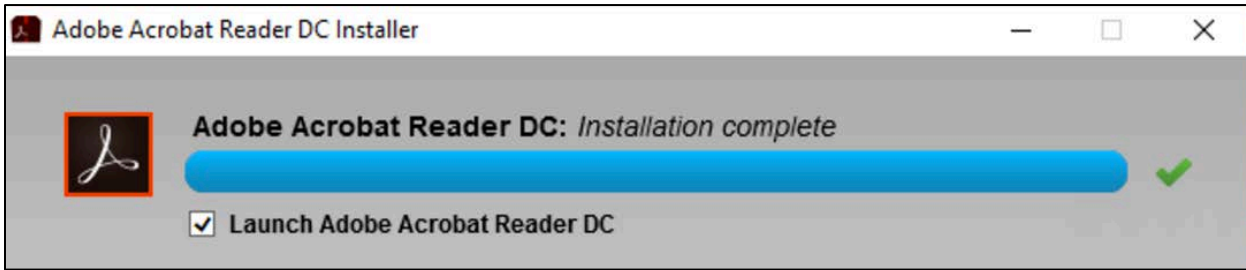 Adobe Acrobat Reader DC Installer
Adobe Acrobat Reader DC: Installation complete
Launch Adobe Acrobat Reader DC